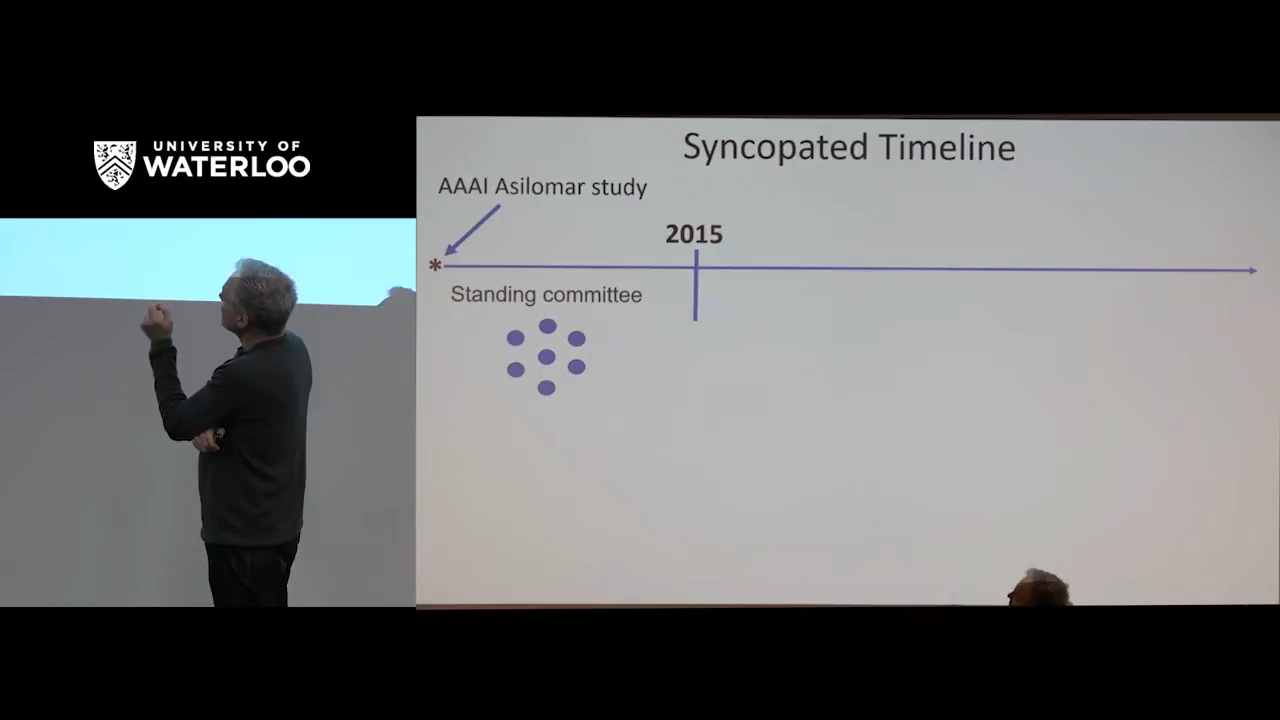 UNIVERSITY OF
WATERLOO
Syncopated Timeline
AAAI Asilomar study
2015
*
Standing committee